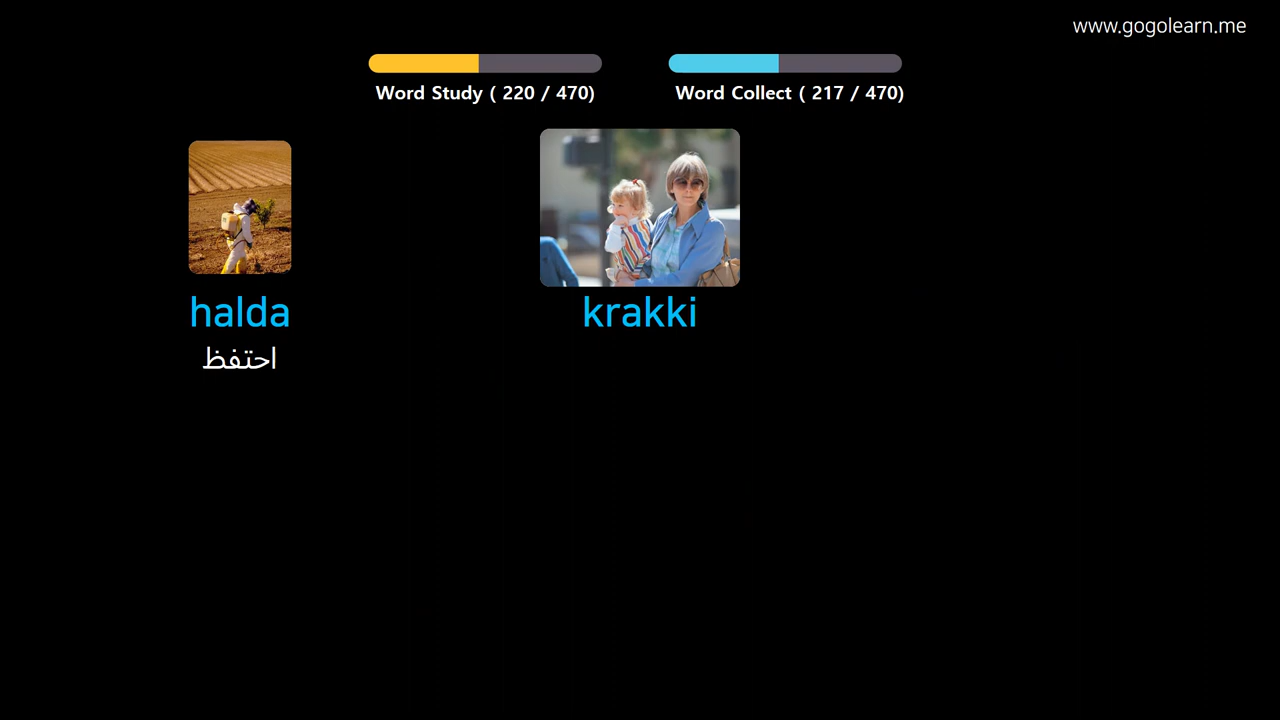 www.gogolearn.me
Word Study ( 220 / 470)
Word Collect ( 217 / 470)
halda
krakki
احتفظ